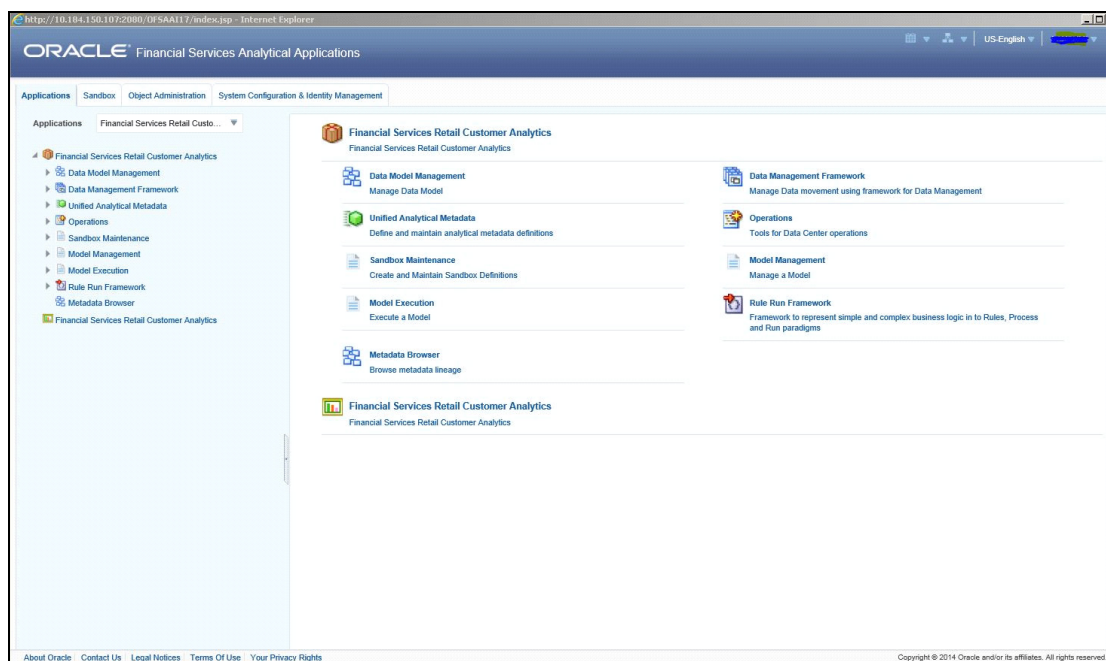 http://10.184.150.107:2080/OFSAAI17/index.jsp - Internet Explorer
ORACLE® Financial Services Analytical Applications
US-English
Applications Sandbox Object Administration System Configuration & Identity Management
Applications Financial Services Retail Custo...
Financial Services Retail Customer Analytics
Data Model Management
Data Management Framework
Unified Analytical Metadata
Operations
Sandbox Maintenance
Model Management
Model Execution
Rule Run Framework
Metadata Browser
Financial Services Retail Customer Analytics
Financial Services Retail Customer Analytics
Financial Services Retail Customer Analytics
Data Model Management
Manage Data Model
Data Management Framework
Manage Data movement using framework for Data Management
Unified Analytical Metadata
Define and maintain analytical metadata definitions
Operations
Tools for Data Center operations
Sandbox Maintenance
Create and Maintain Sandbox Definitions
Model Management
Manage a Model
Model Execution
Execute a Model
Rule Run Framework
Framework to represent simple and complex business logic in to Rules, Process
and Run paradigms
Metadata Browser
Browse metadata lineage
Financial Services Retail Customer Analytics
Financial Services Retail Customer Analytics
About Oracle Contact Us Legal Notices Terms Of Use Your Privacy Rights
Copyright © 2014 Oracle and/or its affiliates. All rights reserved.